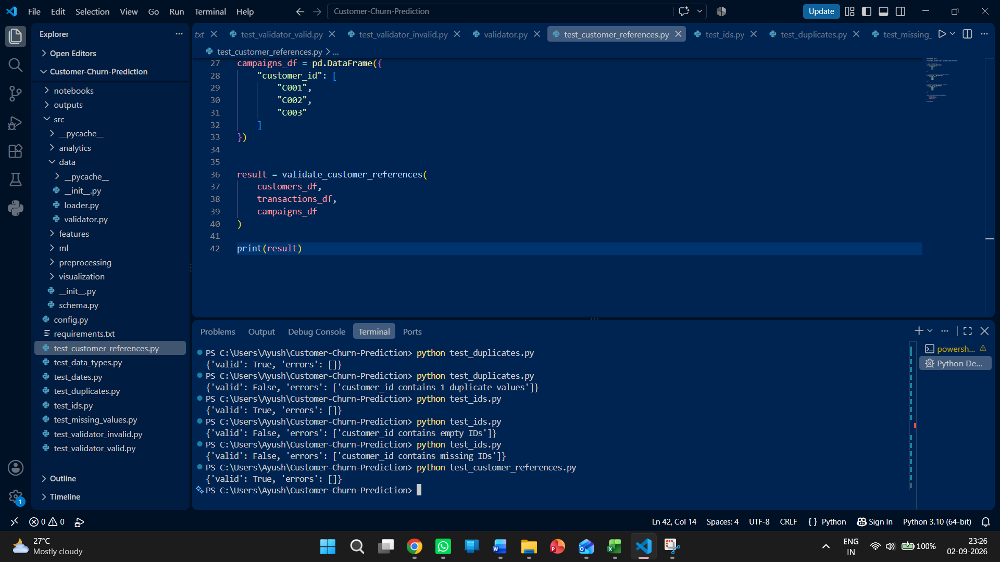 File Edit Selection View Go Run Terminal Help
Customer-Churn-Prediction
Update
Explorer
Open Editors
Customer-Churn-Prediction
notebooks
outputs
src
__pycache__
analytics
data
__pycache__
__init__.py
loader.py
validator.py
features
ml
preprocessing
visualization
__init__.py
schema.py
config.py
requirements.txt
test_customer_references.py
test_data_types.py
test_dates.py
test_duplicates.py
test_ids.py
test_missing_values.py
test_validator_invalid.py
test_validator_valid.py
Outline
Timeline
1
.txt test_validator_valid.py test_validator_invalid.py validator.py test_customer_references.py test_ids.py test_duplicates.py test_missing_
test_customer_references.py > ...
27 campaigns_df = pd.DataFrame({
28 "customer_id": [
29 "C001",
30 "C002",
31 "C003"
32 ]
33 })
34
35
36 result = validate_customer_references(
37 customers_df,
38 transactions_df,
39 campaigns_df
40 )
41
42 print(result)
Problems Output Debug Console Terminal Ports
PS C:\Users\Ayush\Customer-Churn-Prediction> python test_duplicates.py
{'valid': True, 'errors': []}
PS C:\Users\Ayush\Customer-Churn-Prediction> python test_duplicates.py
{'valid': False, 'errors': ['customer_id contains 1 duplicate values']}
PS C:\Users\Ayush\Customer-Churn-Prediction> python test_ids.py
{'valid': True, 'errors': []}
PS C:\Users\Ayush\Customer-Churn-Prediction> python test_ids.py
{'valid': False, 'errors': ['customer_id contains empty IDs']}
PS C:\Users\Ayush\Customer-Churn-Prediction> python test_ids.py
{'valid': False, 'errors': ['customer_id contains missing IDs']}
PS C:\Users\Ayush\Customer-Churn-Prediction> python test_customer_references.py
{'valid': True, 'errors': []}
PS C:\Users\Ayush\Customer-Churn-Prediction>
powersh...
Python De...
0 0
Ln 42, Col 14 Spaces: 4 UTF-8 CRLF { } Python Sign In Python 3.10 (64-bit)
27°C
Mostly cloudy
ENG
IN
100%
23:26
02-09-2026